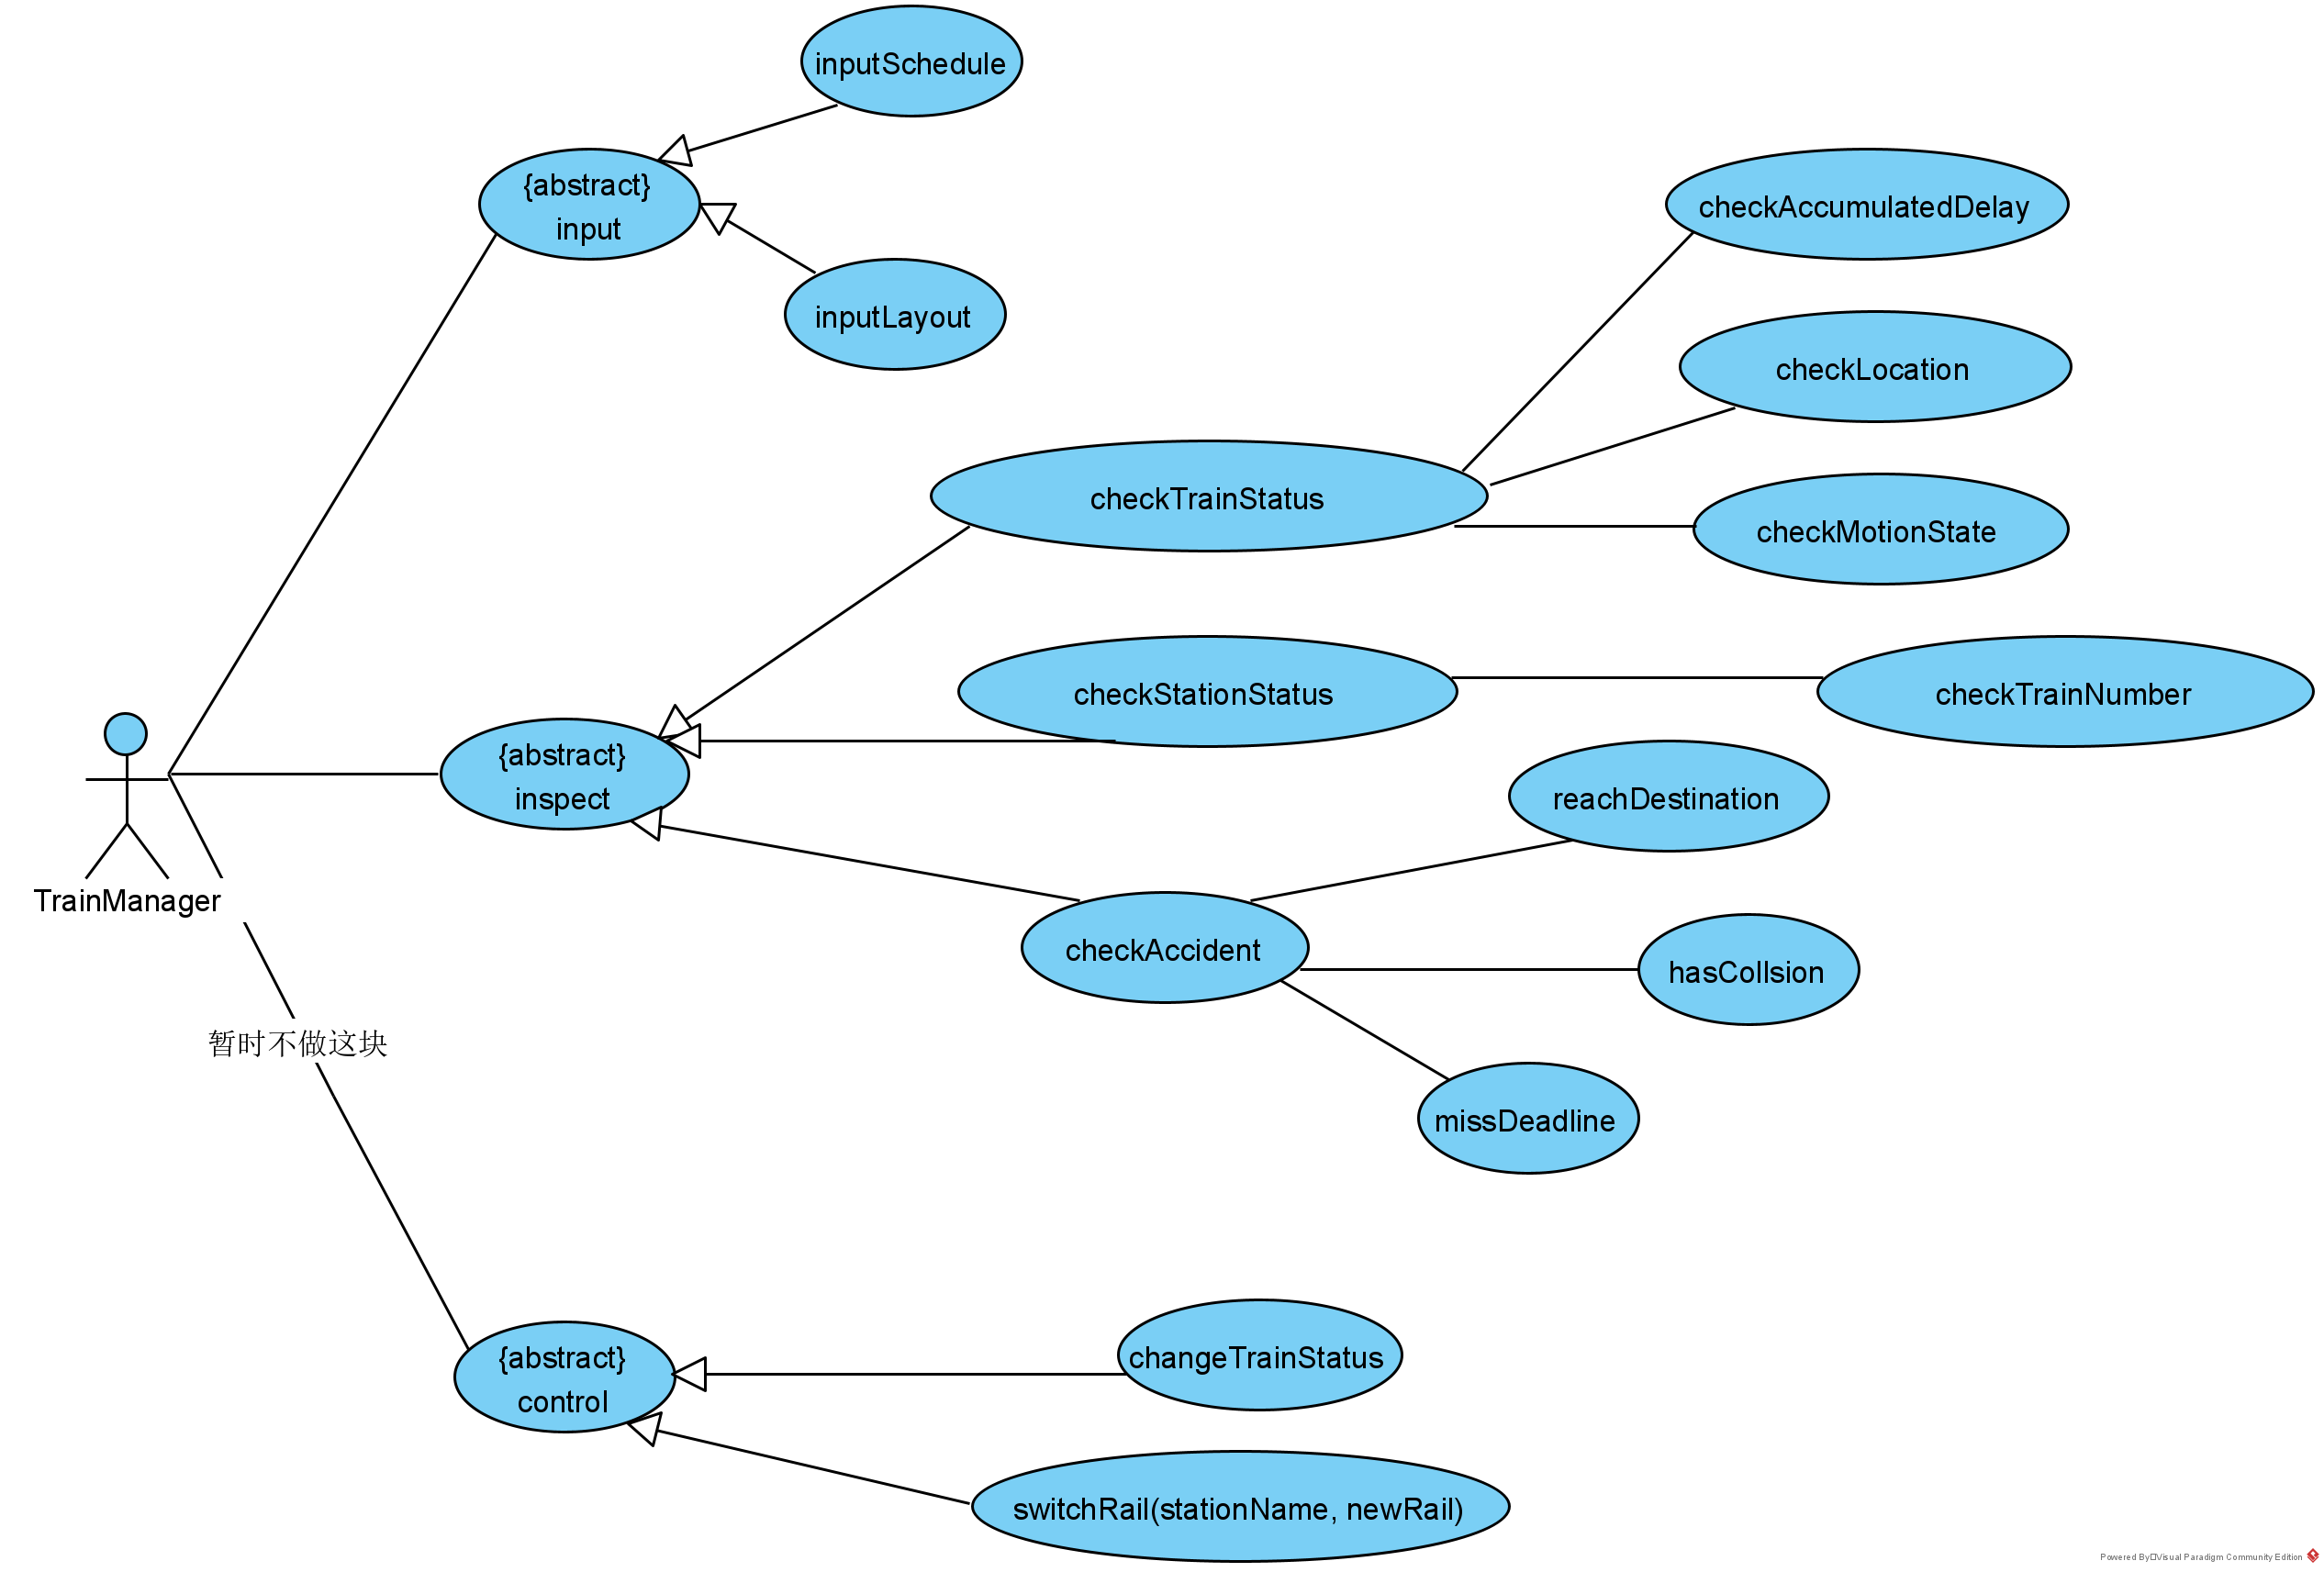 inputSchedule
{abstract}
input
inputLayout
checkAccumulatedDelay
checkLocation
checkTrainStatus
checkMotionState
checkStationStatus
checkTrainNumber
{abstract}
inspect
reachDestination
TrainManager
checkAccident
hasCollsion
暂时不做这块
missDeadline
{abstract}
control
changeTrainStatus
switchRail(stationName, newRail)
Powered By□Visual Paradigm Community Edition